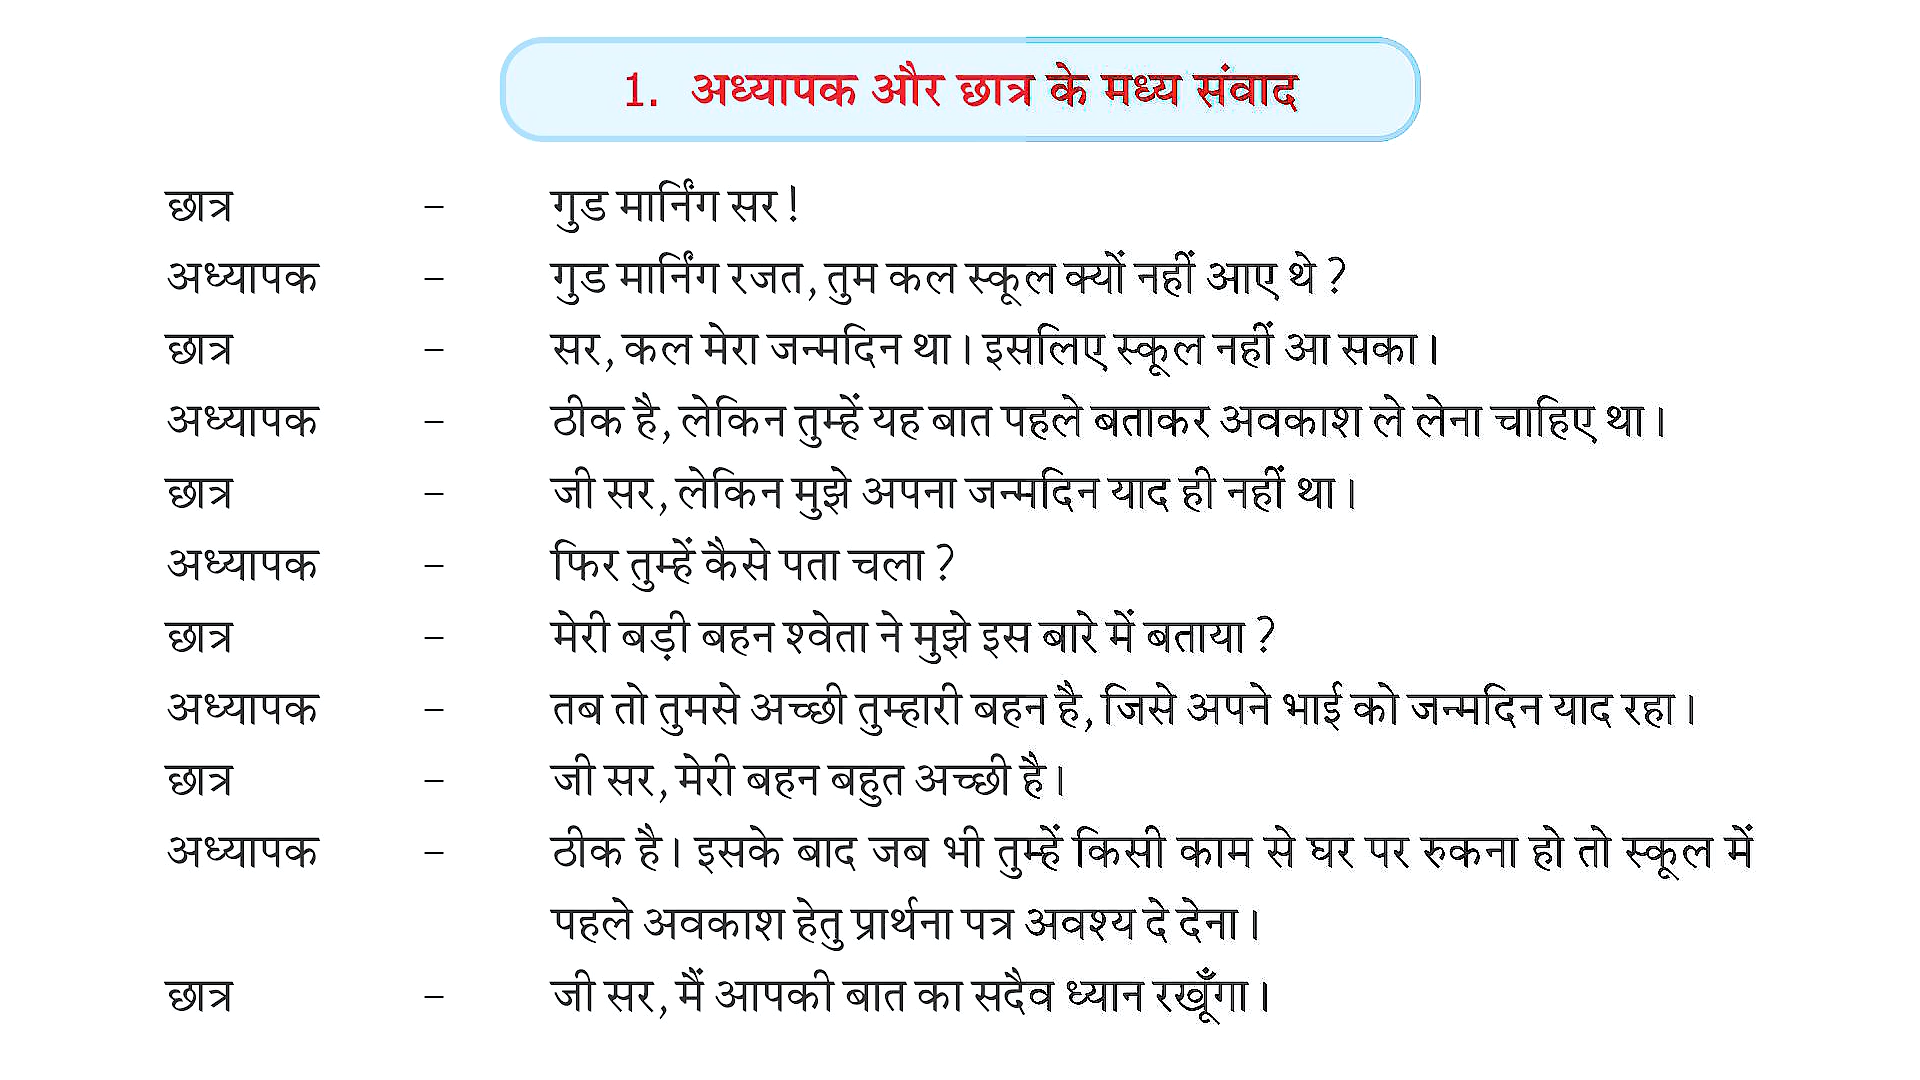 1. अध्यापक और छात्र के मध्य संवाद
छात्र – गुड मार्निंग सर !
अध्यापक – गुड मार्निंग रजत, तुम कल स्कूल क्यों नहीं आए थे ?
छात्र – सर, कल मेरा जन्मदिन था। इसलिए स्कूल नहीं आ सका।
अध्यापक – ठीक है, लेकिन तुम्हें यह बात पहले बताकर अवकाश ले लेना चाहिए था।
छात्र – जी सर, लेकिन मुझे अपना जन्मदिन याद ही नहीं था।
अध्यापक – फिर तुम्हें कैसे पता चला ?
छात्र – मेरी बड़ी बहन श्वेता ने मुझे इस बारे में बताया ?
अध्यापक – तब तो तुमसे अच्छी तुम्हारी बहन है, जिसे अपने भाई को जन्मदिन याद रहा।
छात्र – जी सर, मेरी बहन बहुत अच्छी है।
अध्यापक – ठीक है। इसके बाद जब भी तुम्हें किसी काम से घर पर रुकना हो तो स्कूल में
पहले अवकाश हेतु प्रार्थना पत्र अवश्य दे देना।
छात्र – जी सर, मैं आपकी बात का सदैव ध्यान रखूँगा।